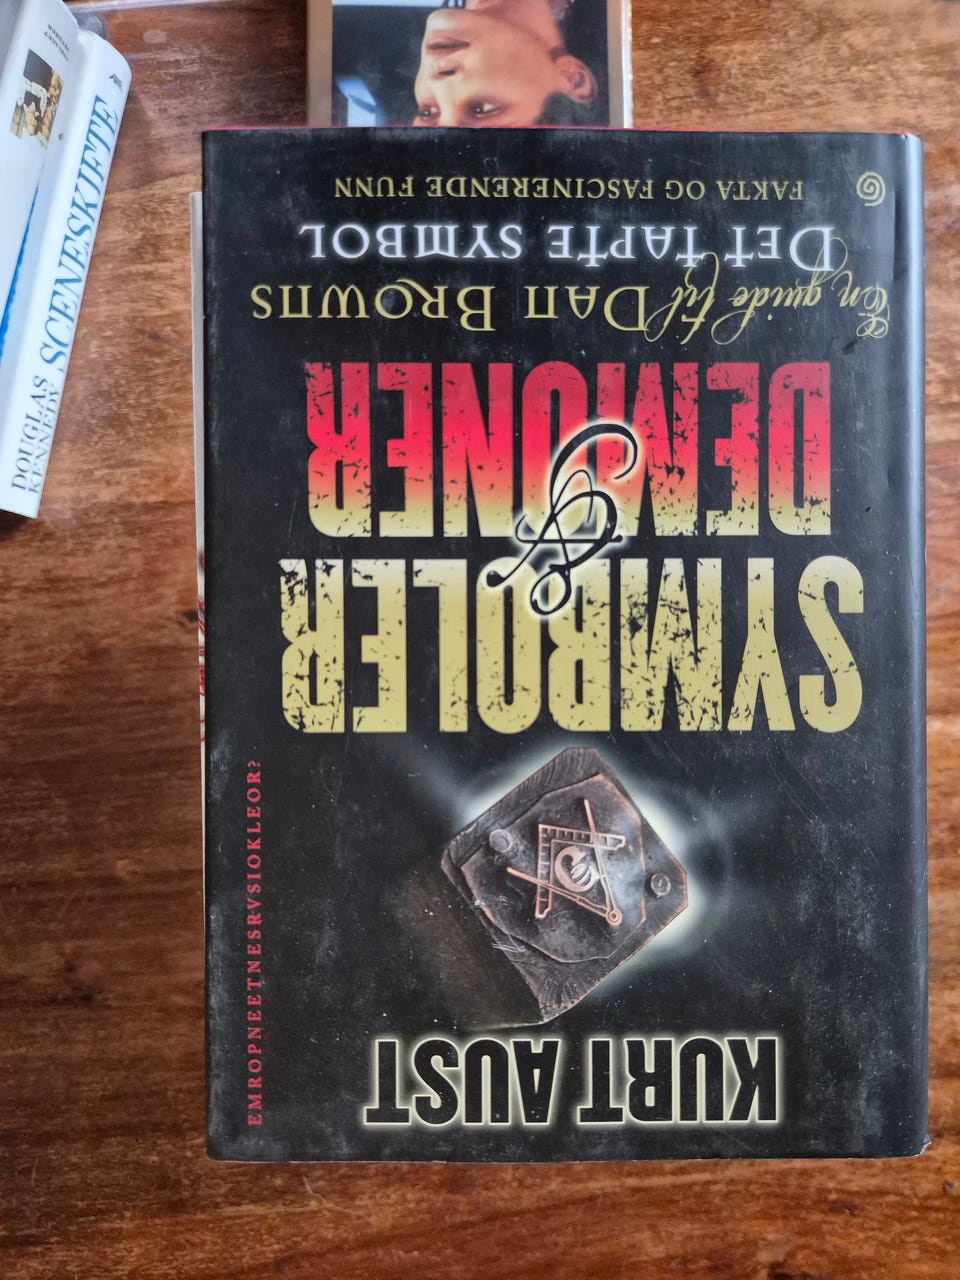 KURT AUST
SYMBOLER
&
DEMONER
En guide til DAN BROWNS
DET TAPTE SYMBOL
FAKTA OG FASCINERENDE FUNN
EMROPNEETNESRVSIOKLEOR?
DOUGLAS
KENNEDY
SCENESKIFTE